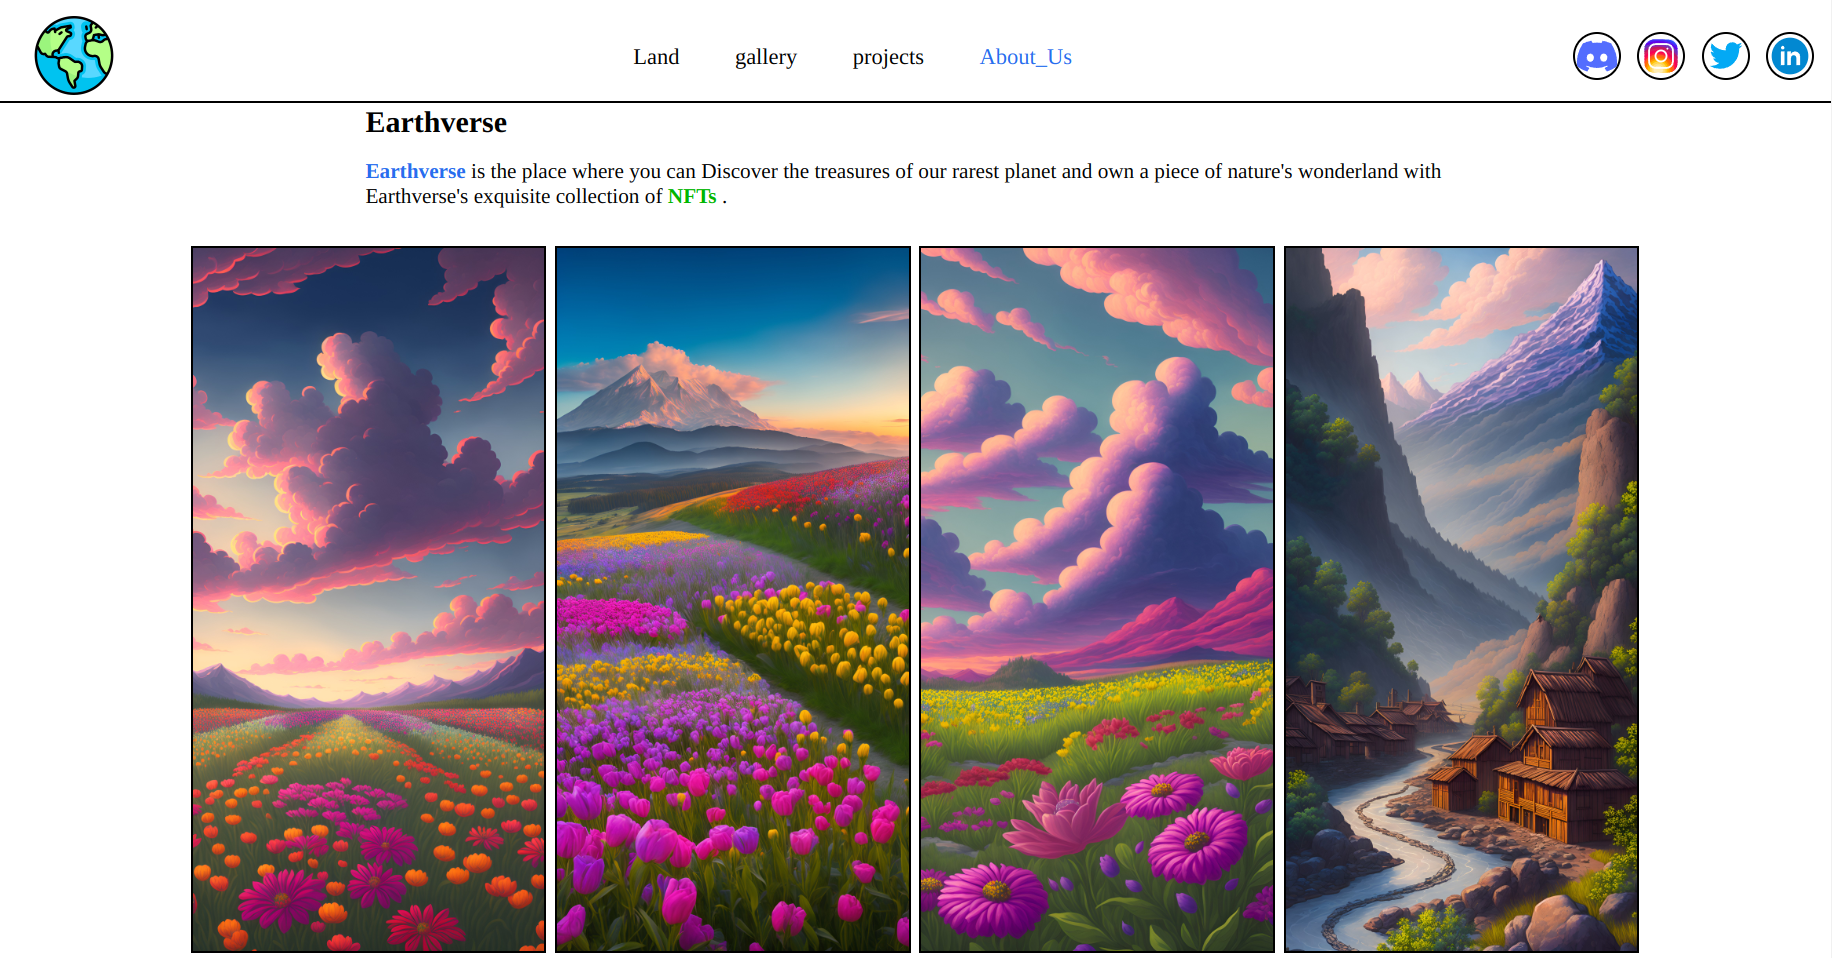 Land gallery projects About_Us
in
Earthverse
Earthverse is the place where you can Discover the treasures of our rarest planet and own a piece of nature's wonderland with
Earthverse's exquisite collection of NFTs .